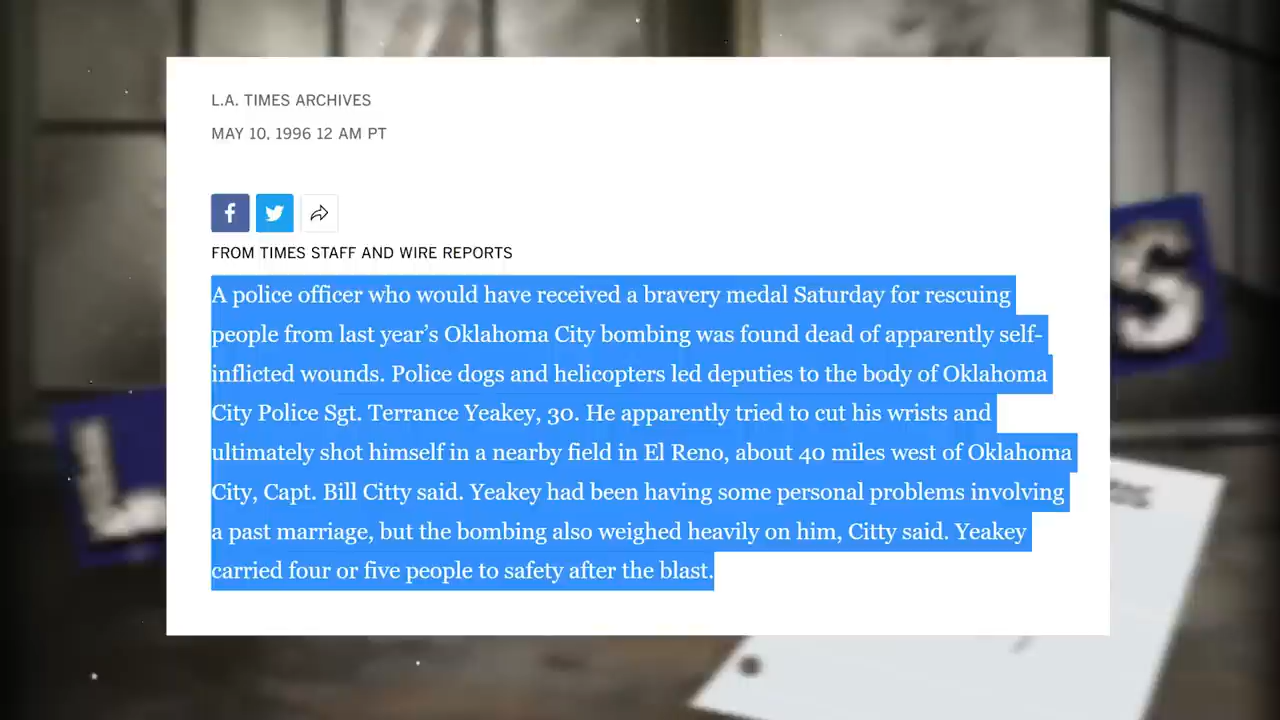 L.A. TIMES ARCHIVES
MAY 10, 1996 12 AM PT
FROM TIMES STAFF AND WIRE REPORTS
A police officer who would have received a bravery medal Saturday for rescuing
people from last year’s Oklahoma City bombing was found dead of apparently self-
inflicted wounds. Police dogs and helicopters led deputies to the body of Oklahoma
City Police Sgt. Terrance Yeakey, 30. He apparently tried to cut his wrists and
ultimately shot himself in a nearby field in El Reno, about 40 miles west of Oklahoma
City, Capt. Bill Citty said. Yeakey had been having some personal problems involving
a past marriage, but the bombing also weighed heavily on him, Citty said. Yeakey
carried four or five people to safety after the blast.
S
L